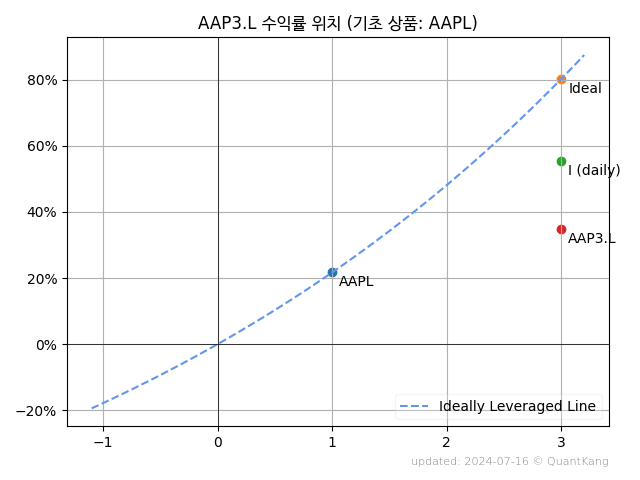 AAP3.L 수익률 위치 (기초 상품: AAPL)
80%
60%
40%
20%
0%
−20%
Ideal
I (daily)
AAP3.L
AAPL
Ideally Leveraged Line
−1
0
1
2
3
updated: 2024-07-16 © QuantKang